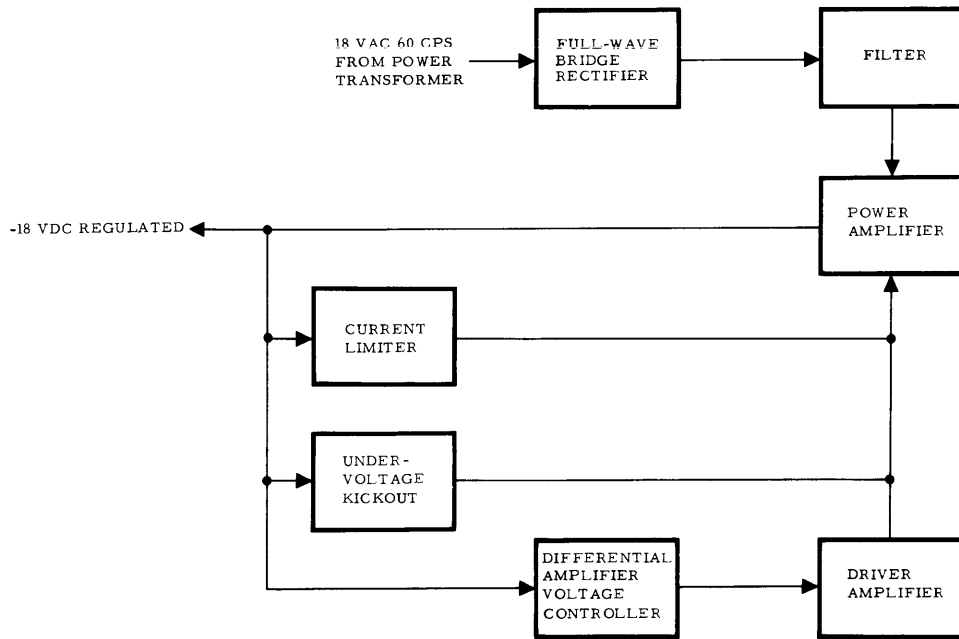 18 VAC 60 CPS
FROM POWER
TRANSFORMER
FULL-WAVE
BRIDGE
RECTIFIER
FILTER
-18 VDC REGULATED
POWER
AMPLIFIER
CURRENT
LIMITER
UNDER-
VOLTAGE
KICKOUT
DIFFERENTIAL
AMPLIFIER
VOLTAGE
CONTROLLER
DRIVER
AMPLIFIER